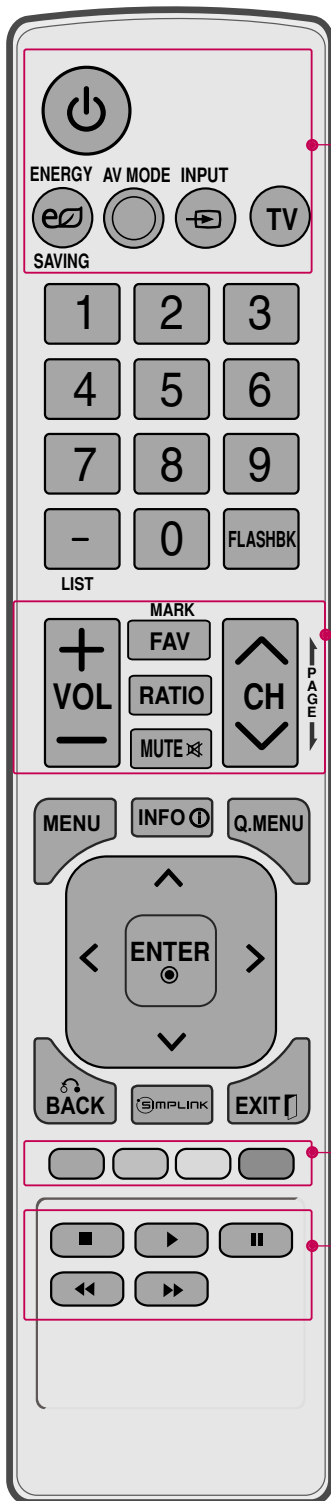 ENERGY AV MODE INPUT
TV
SAVING
1 2 3
4 5 6
7 8 9
- 0 FLASHBK
LIST
MARK
FAV
VOL RATIO CH PAGE
MUTE
MENU INFO Q.MENU
ENTER
BACK SIMPLINK EXIT